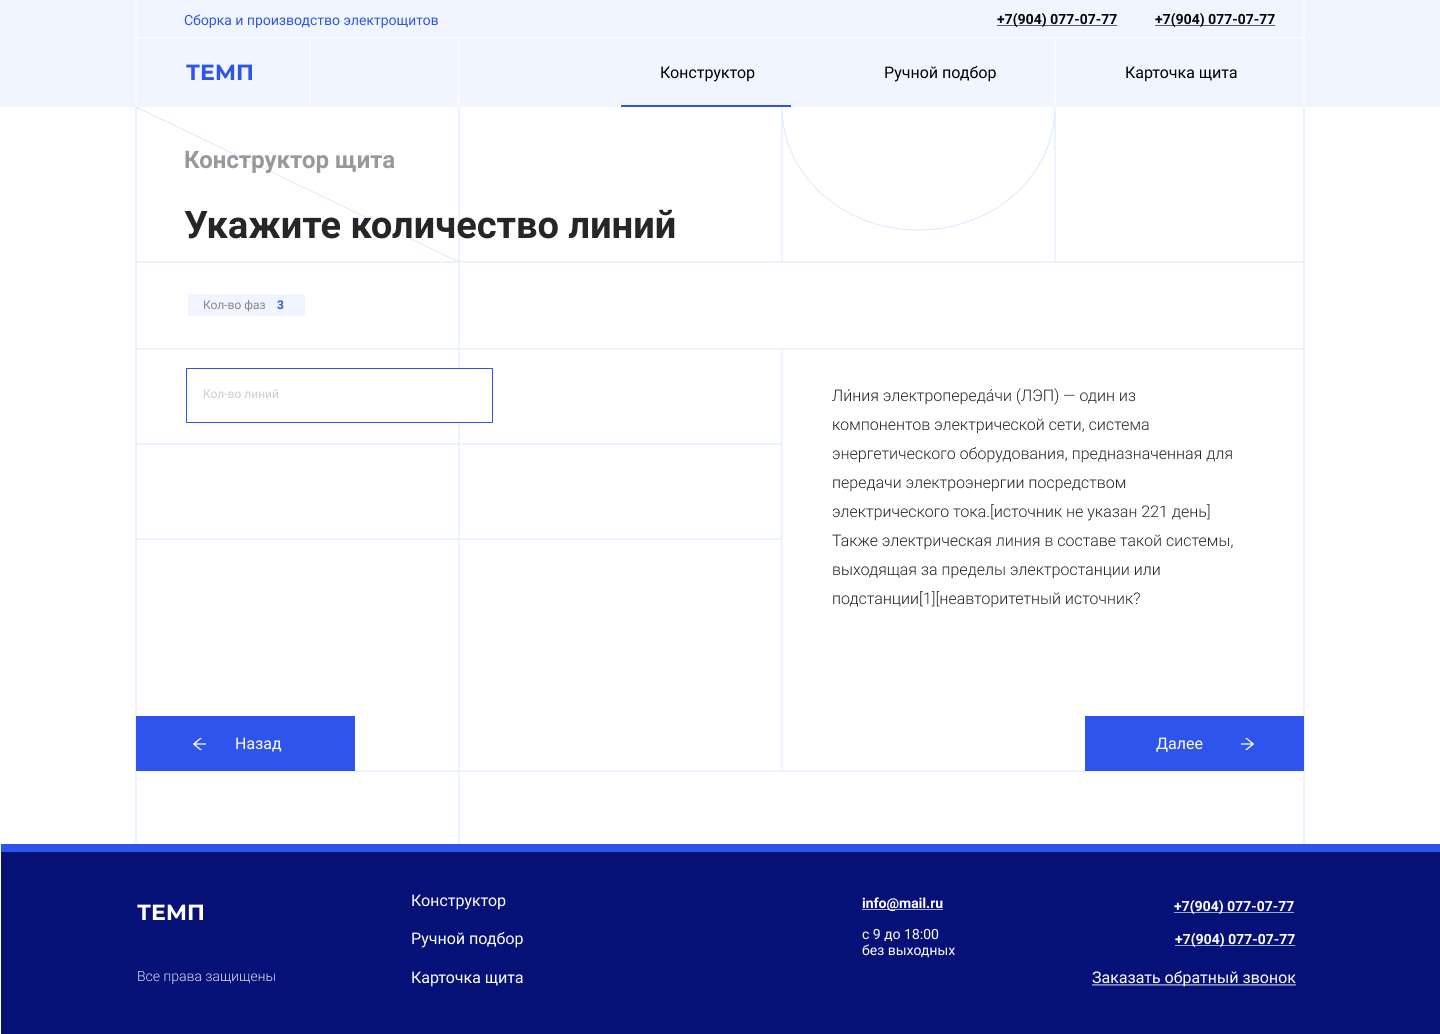 Сборка и производство электрощитов
+7(904) 077-07-77 +7(904) 077-07-77
ТЕМП
Конструктор Ручной подбор Карточка щита
Конструктор щита
Укажите количество линий
Кол-во фаз 3
Кол-во линий
Ли́ния электропереда́чи (ЛЭП) — один из
компонентов электрической сети, система
энергетического оборудования, предназначенная для
передачи электроэнергии посредством
электрического тока.[источник не указан 221 день]
Также электрическая линия в составе такой системы,
выходящая за пределы электростанции или
подстанции[1][неавторитетный источник?
Назад
Далее
ТЕМП
Все права защищены
Конструктор
Ручной подбор
Карточка щита
info@mail.ru
с 9 до 18:00
без выходных
+7(904) 077-07-77
+7(904) 077-07-77
Заказать обратный звонок